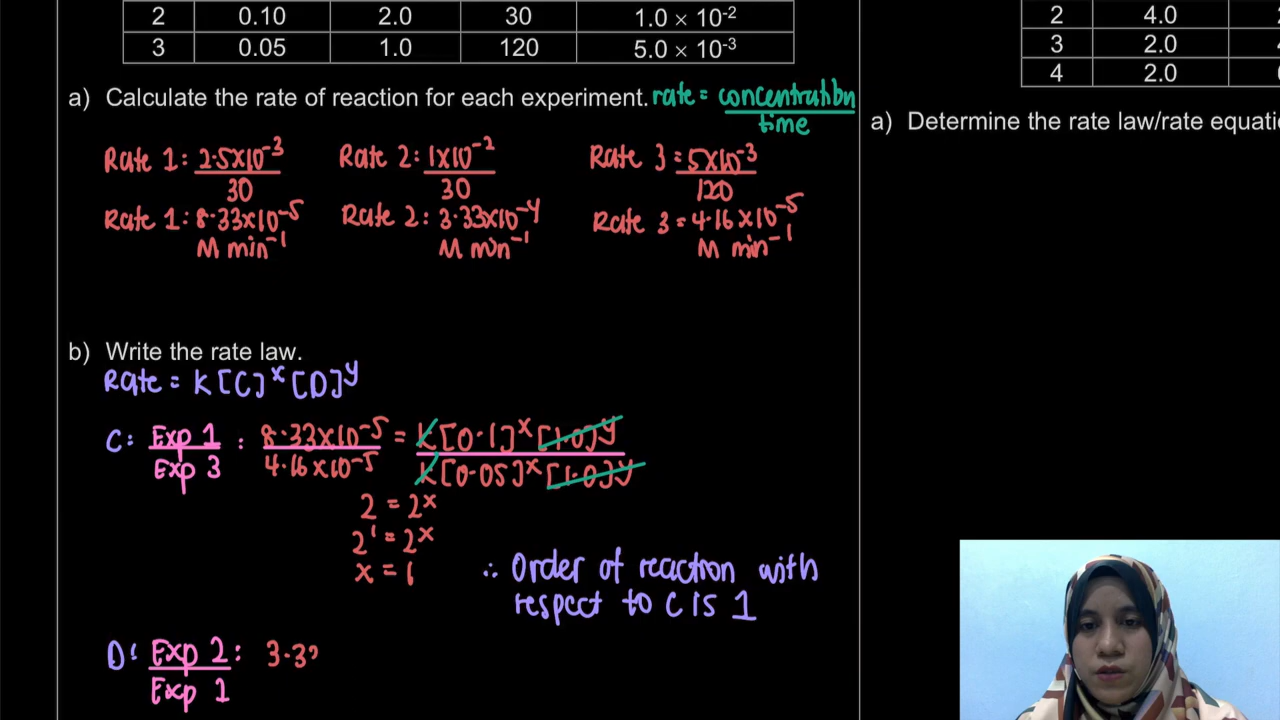 2 0.10 2.0 30 1.0 × 10⁻²
3 0.05 1.0 120 5.0 × 10⁻³
a) Calculate the rate of reaction for each experiment. rate = concentration
time
Rate 1: 2.5x10⁻³
30
Rate 1: 8.33x10⁻⁵
M min⁻¹
Rate 2: 1x10⁻²
30
Rate 2: 3.33x10⁻⁴
M min⁻¹
Rate 3 = 5x10⁻³
120
Rate 3 = 4.16x10⁻⁵
M min⁻¹
b) Write the rate law.
Rate = K[C]ˣ[D]ʸ
C: Exp 1 : 8.33x10⁻⁵ = K[0.1]ˣ[1.0]ʸ
Exp 3 4.16x10⁻⁵ K[0.05]ˣ[1.0]ʸ
2 = 2ˣ
2¹ = 2ˣ
x = 1
∴ Order of reaction with
respect to C is 1
D: Exp 2: 3.3
Exp 1
2 4.0
3 2.0
4 2.0
a) Determine the rate law/rate equati